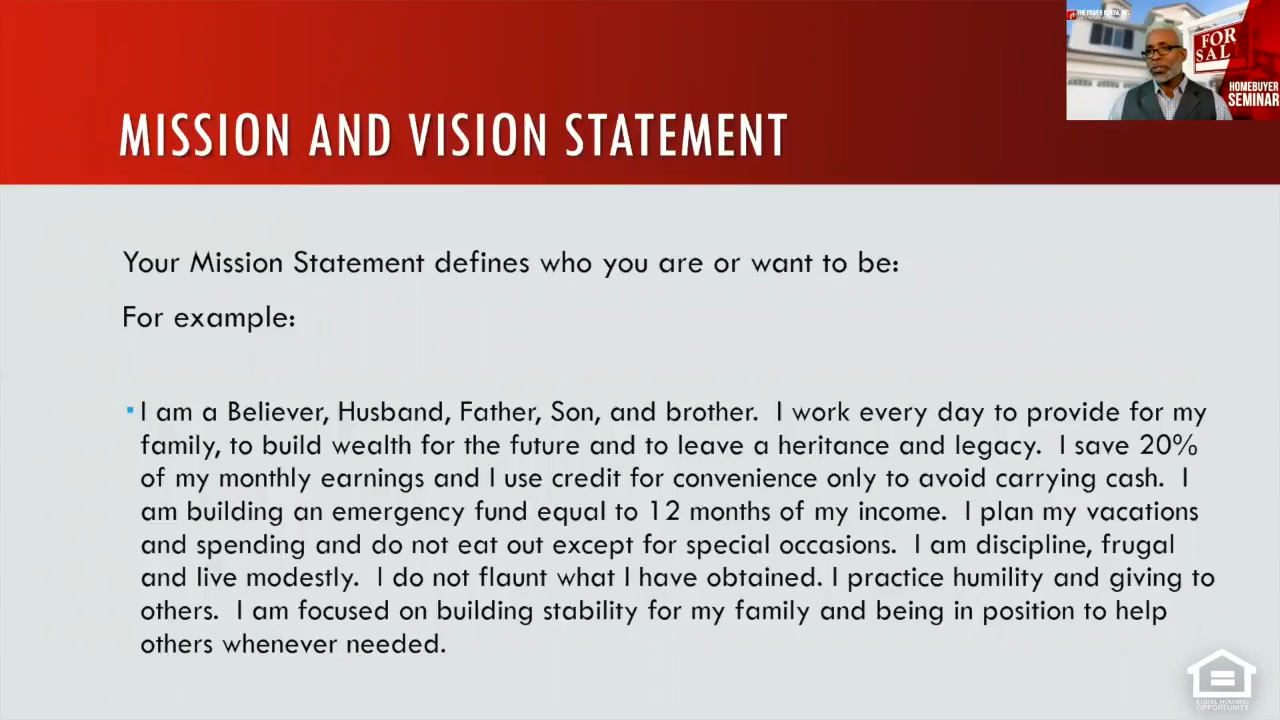 FOR
SAL
HOMEBUYER
SEMINAR
MISSION AND VISION STATEMENT
Your Mission Statement defines who you are or want to be:
For example:
I am a Believer, Husband, Father, Son, and brother.  I work every day to provide for my
family, to build wealth for the future and to leave a heritance and legacy.  I save 20%
of my monthly earnings and I use credit for convenience only to avoid carrying cash.  I
am building an emergency fund equal to 12 months of my income.  I plan my vacations
and spending and do not eat out except for special occasions.  I am discipline, frugal
and live modestly.  I do not flaunt what I have obtained. I practice humility and giving to
others.  I am focused on building stability for my family and being in position to help
others whenever needed.
EQUAL HOUSING
OPPORTUNITY